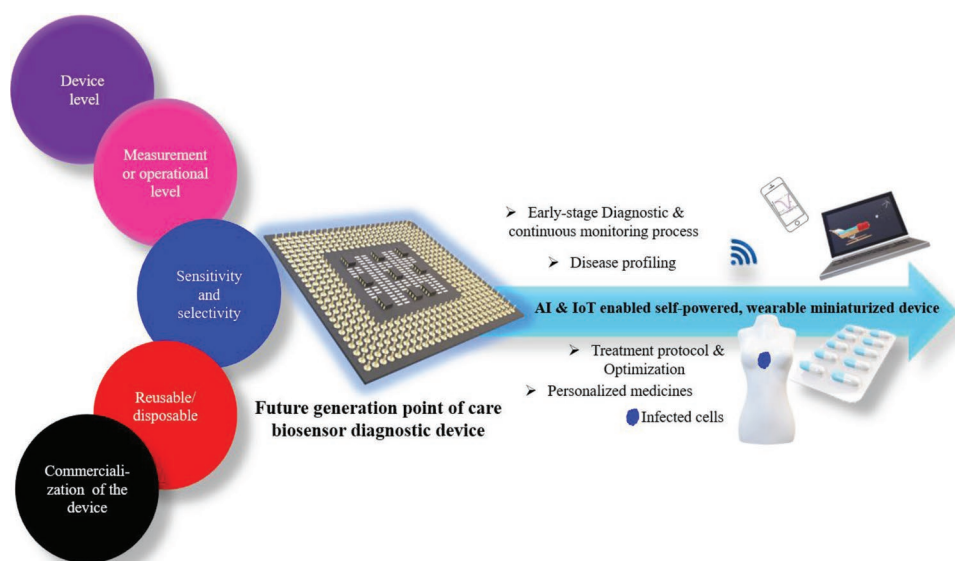 Device
level
Measurement
or operational
level
Sensitivity
and
selectivity
Reusable/
disposable
Commerciali-
zation of the
device
Future generation point of care
biosensor diagnostic device
➢ Early-stage Diagnostic &
continuous monitoring process
➢ Disease profiling
AI & IoT enabled self-powered, wearable miniaturized device
➢ Treatment protocol &
Optimization
➢ Personalized medicines
Infected cells